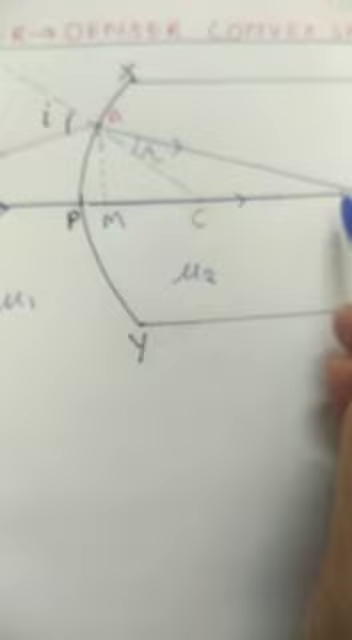 R → DENSER CONVEX
X
i A
r
P M C
μ2
μ1
Y